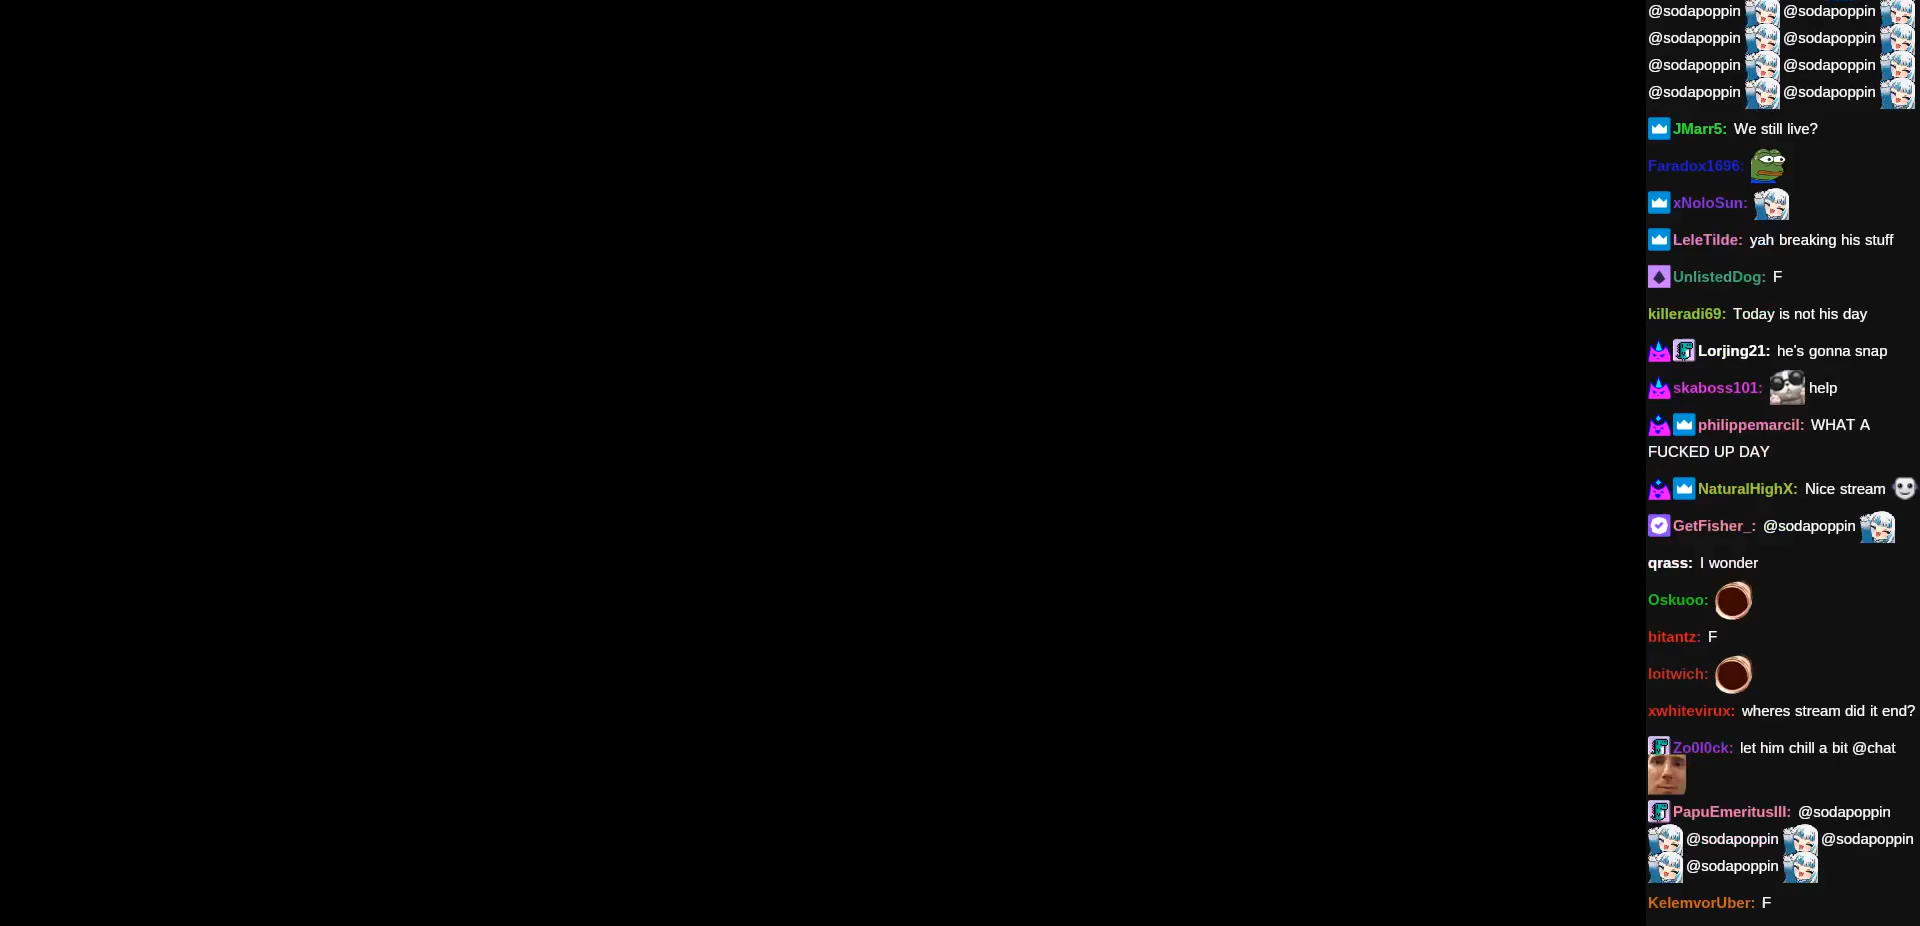 @sodapoppin @sodapoppin
@sodapoppin @sodapoppin
@sodapoppin @sodapoppin
@sodapoppin @sodapoppin
JMarr5: We still live?
Faradox1696:
xNoloSun:
LeleTilde: yah breaking his stuff
UnlistedDog: F
killeradi69: Today is not his day
Lorjing21: he's gonna snap
skaboss101: help
philippemarcil: WHAT A
FUCKED UP DAY
NaturalHighX: Nice stream
GetFisher_: @sodapoppin
qrass: I wonder
Oskuoo:
bitantz: F
loitwich:
xwhitevirux: wheres stream did it end?
Zo0l0ck: let him chill a bit @chat
PapuEmeritusIII: @sodapoppin
@sodapoppin @sodapoppin
@sodapoppin
KelemvorUber: F